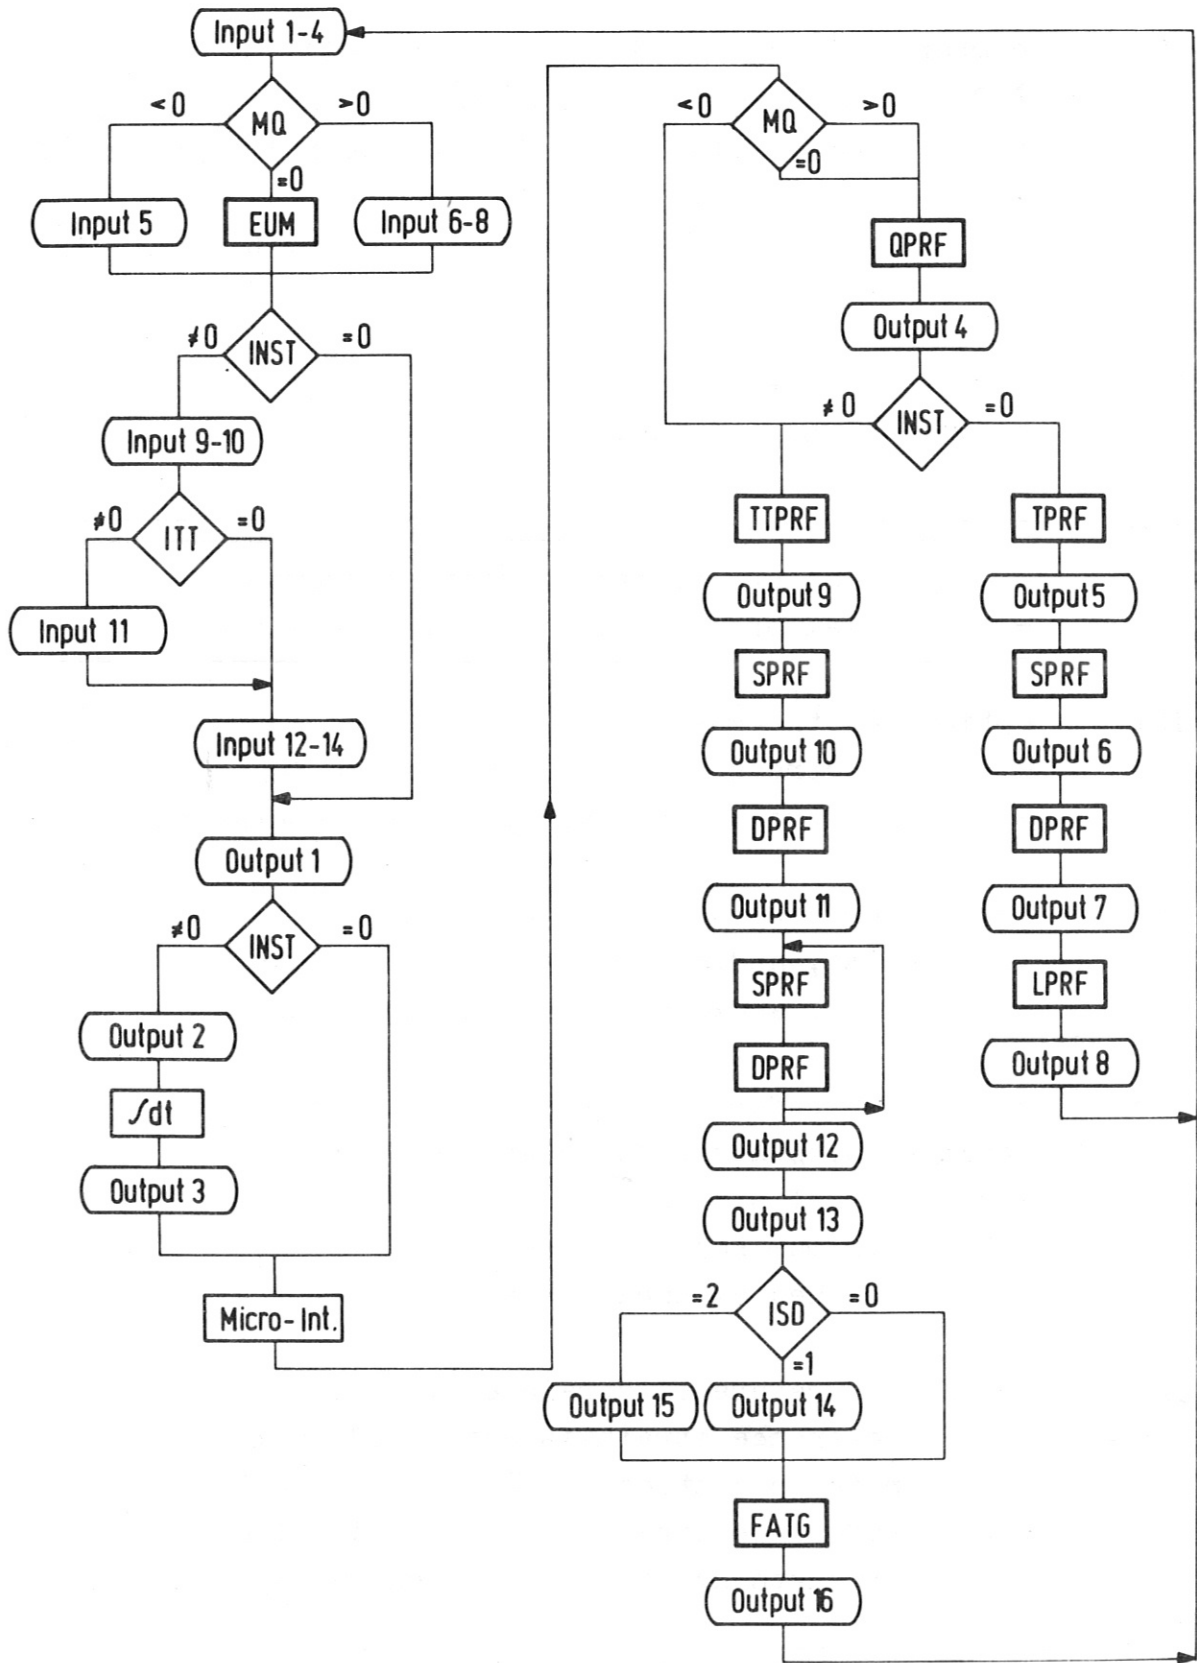 Input 1-4
<0
MQ
>0
=0
Input 5
EUM
Input 6-8
≠0
INST
=0
Input 9-10
≠0
ITT
=0
Input 11
Input 12-14
Output 1
≠0
INST
=0
Output 2
∫dt
Output 3
Micro-Int.
<0
MQ
>0
=0
QPRF
Output 4
≠0
INST
=0
TTPRF
Output 9
SPRF
Output 10
DPRF
Output 11
SPRF
DPRF
Output 12
Output 13
=2
ISD
=0
=1
Output 15
Output 14
FATG
Output 16
TPRF
Output 5
SPRF
Output 6
DPRF
Output 7
LPRF
Output 8